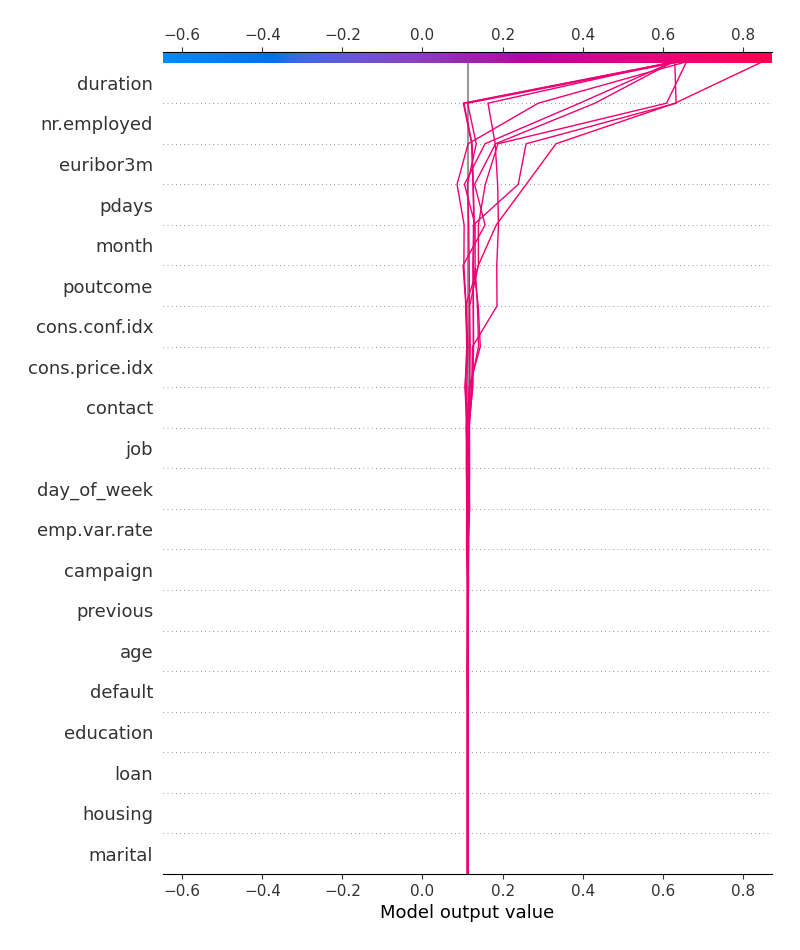 −0.6 −0.4 −0.2 0.0 0.2 0.4 0.6 0.8
duration
nr.employed
euribor3m
pdays
month
poutcome
cons.conf.idx
cons.price.idx
contact
job
day_of_week
emp.var.rate
campaign
previous
age
default
education
loan
housing
marital
−0.6 −0.4 −0.2 0.0 0.2 0.4 0.6 0.8
Model output value